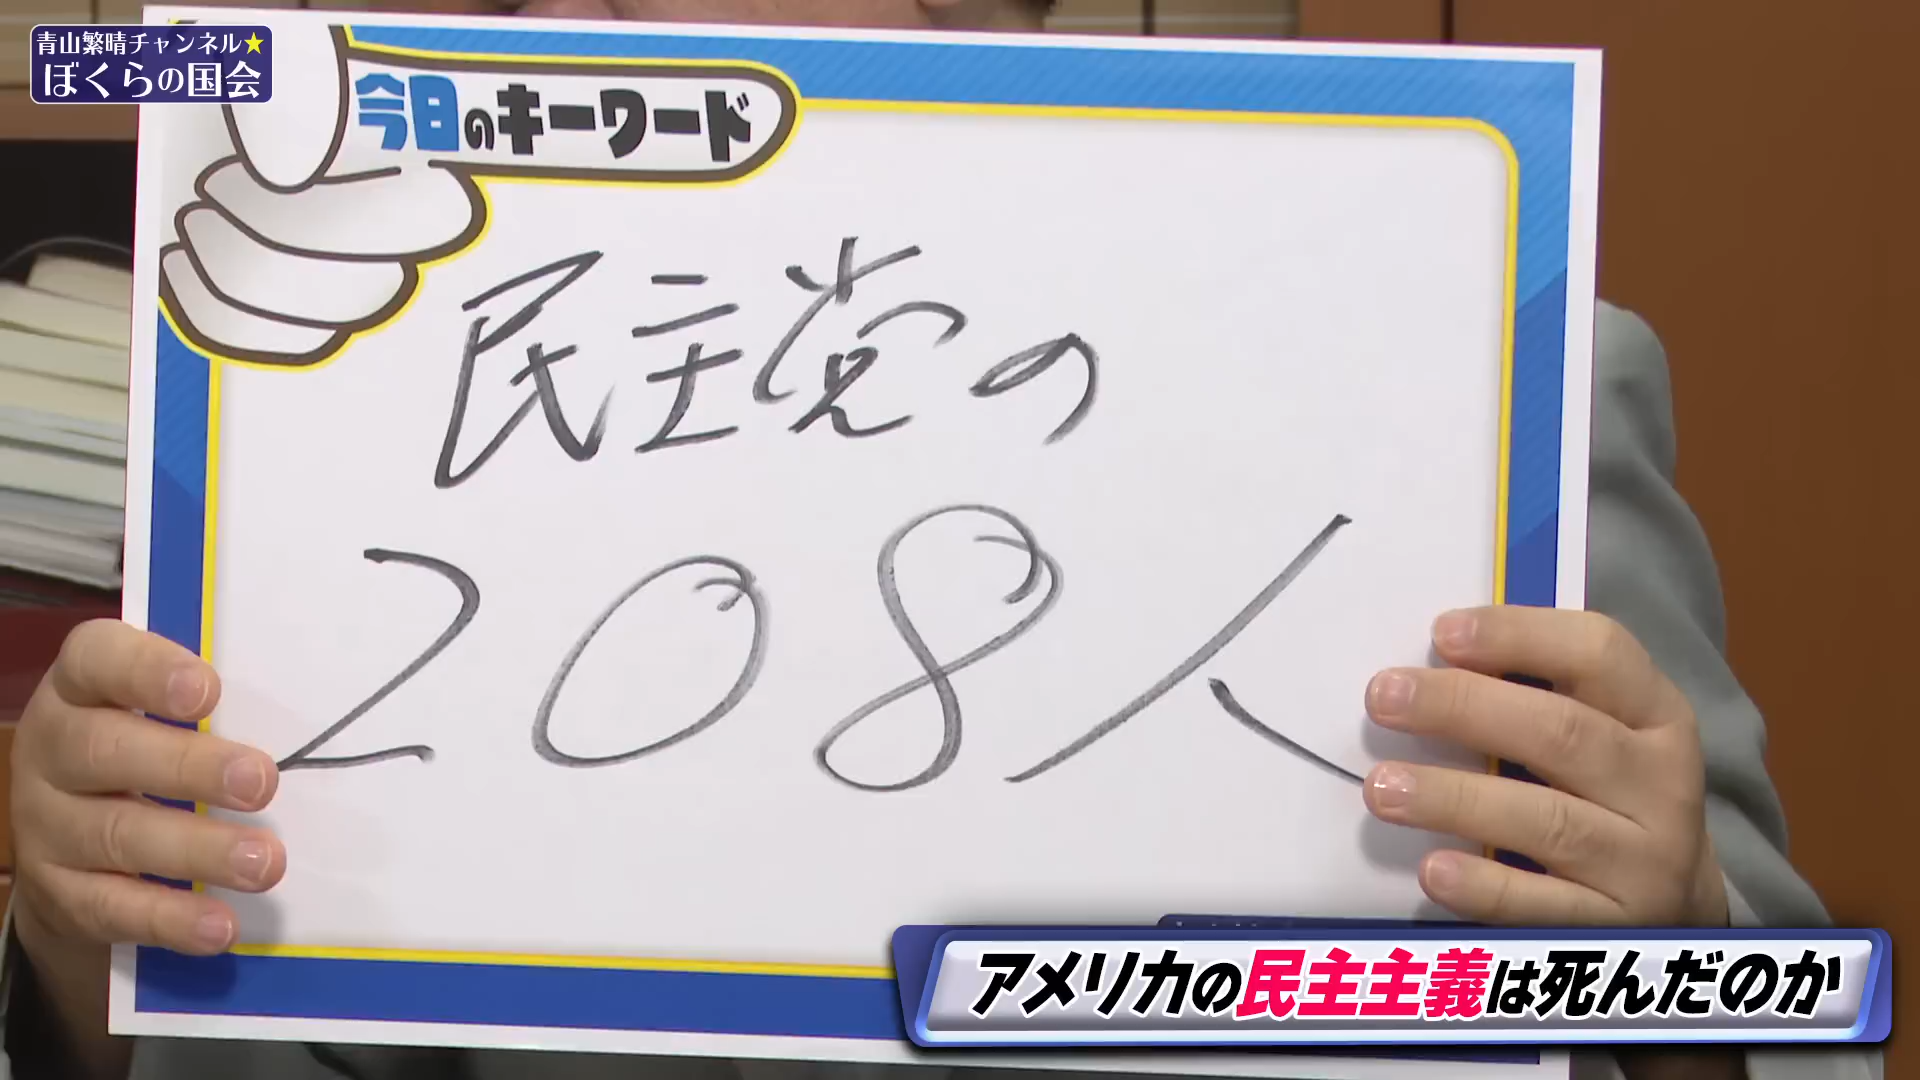 青山繁晴チャンネル★
ぼくらの国会
今日のキーワード
民主党の
208人
アメリカの民主主義は死んだのか